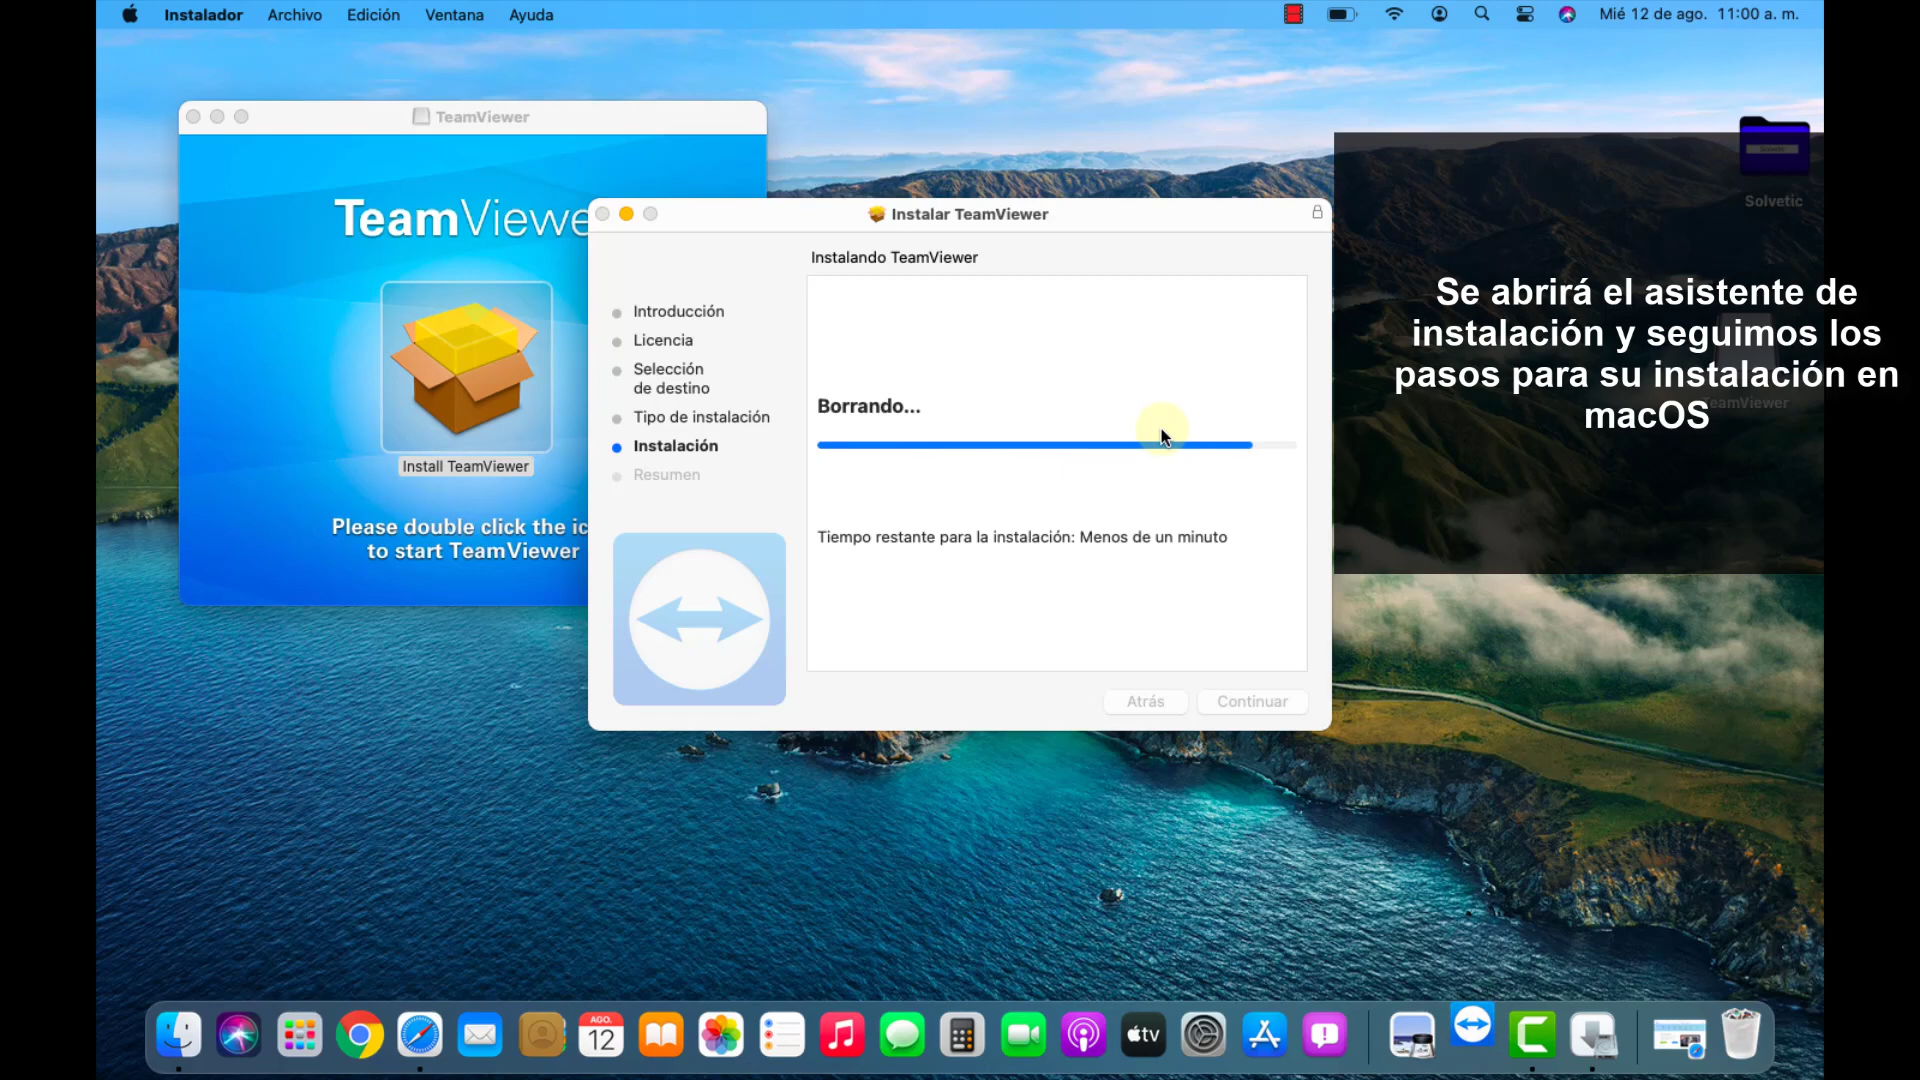 Instalador Archivo Edición Ventana Ayuda Mié 12 de ago. 11:00 a. m.
TeamViewer
TeamViewe
Install TeamViewer
Please double click the ic
to start TeamViewer
Instalar TeamViewer
Instalando TeamViewer
Introducción
Licencia
Selección
de destino
Tipo de instalación
Instalación
Resumen
Borrando...
Tiempo restante para la instalación: Menos de un minuto
Atrás Continuar
Solvetic
Se abrirá el asistente de
instalación y seguimos los
pasos para su instalación en
macOS
TeamViewer
AGO.
12
tv